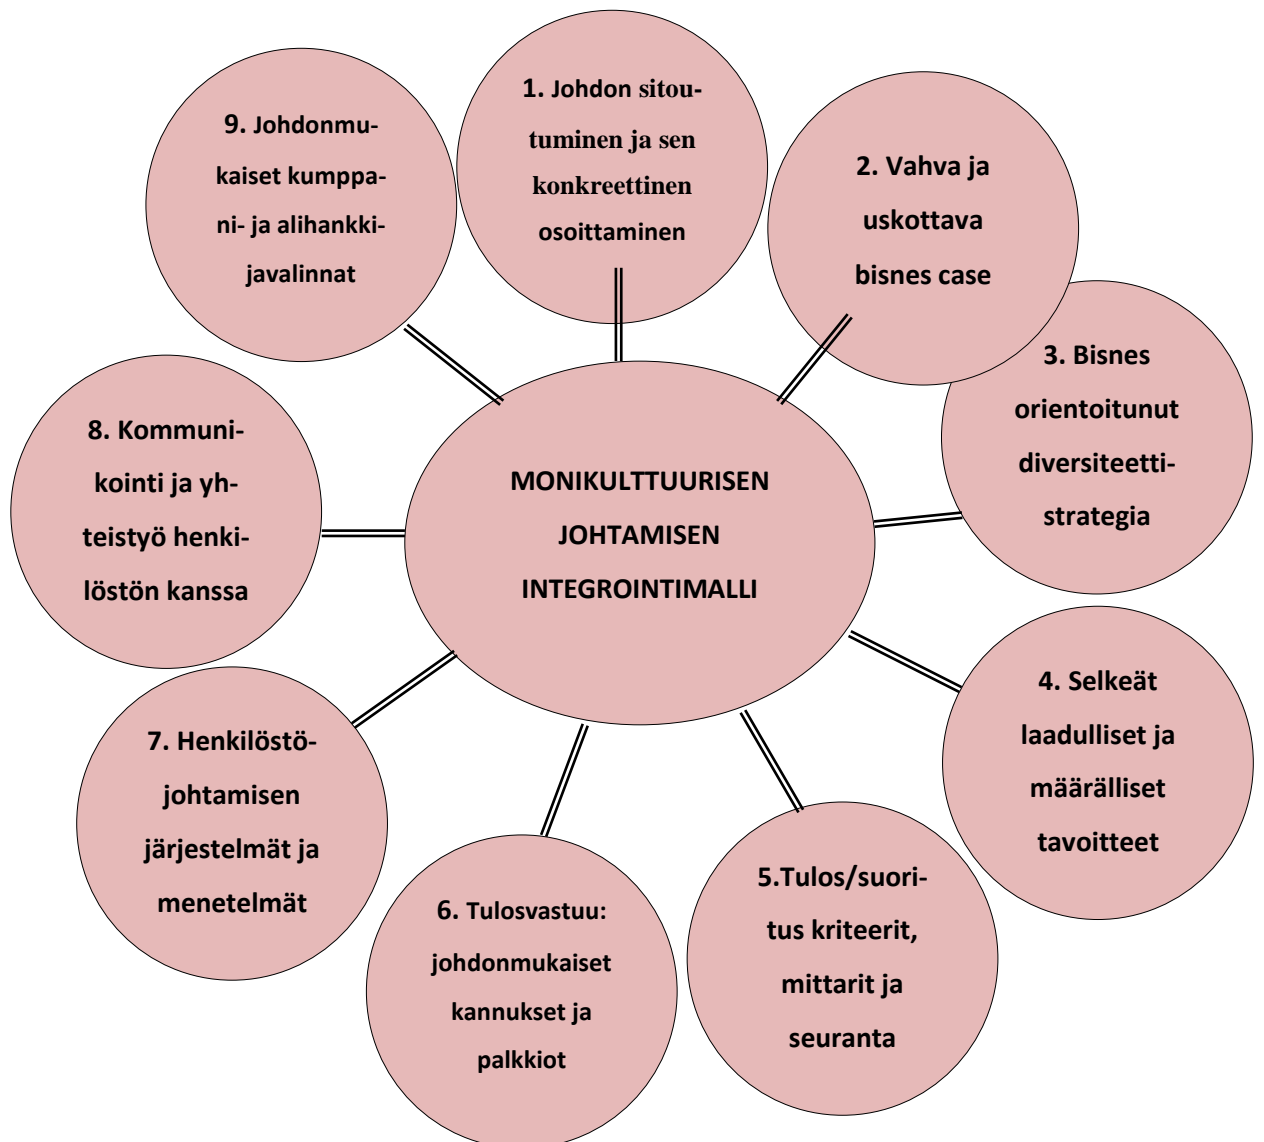 MONIKULTTUURISEN
JOHTAMISEN
INTEGROINTIMALLI
1. Johdon sitou-
tuminen ja sen
konkreettinen
osoittaminen
2. Vahva ja
uskottava
bisnes case
3. Bisnes
orientoitunut
diversiteetti-
strategia
4. Selkeät
laadulliset ja
määrälliset
tavoitteet
5.Tulos/suori-
tus kriteerit,
mittarit ja
seuranta
6. Tulosvastuu:
johdonmukaiset
kannukset ja
palkkiot
7. Henkilöstö-
johtamisen
järjestelmät ja
menetelmät
8. Kommuni-
kointi ja yh-
teistyö henki-
löstön kanssa
9. Johdonmu-
kaiset kumppa-
ni- ja alihankki-
javalinnat